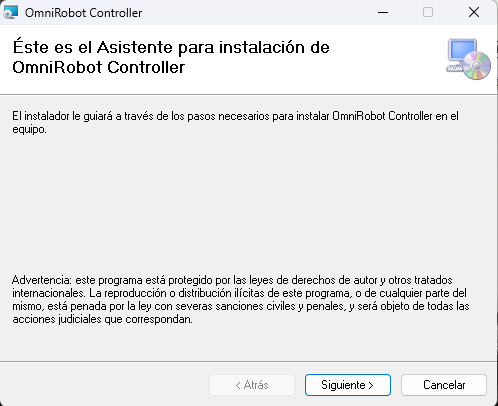 OmniRobot Controller
Éste es el Asistente para instalación de
OmniRobot Controller
El instalador le guiará a través de los pasos necesarios para instalar OmniRobot Controller en el
equipo.
Advertencia: este programa está protegido por las leyes de derechos de autor y otros tratados
internacionales. La reproducción o distribución ilícitas de este programa, o de cualquier parte del
mismo, está penada por la ley con severas sanciones civiles y penales, y será objeto de todas las
acciones judiciales que correspondan.
< Atrás
Siguiente >
Cancelar